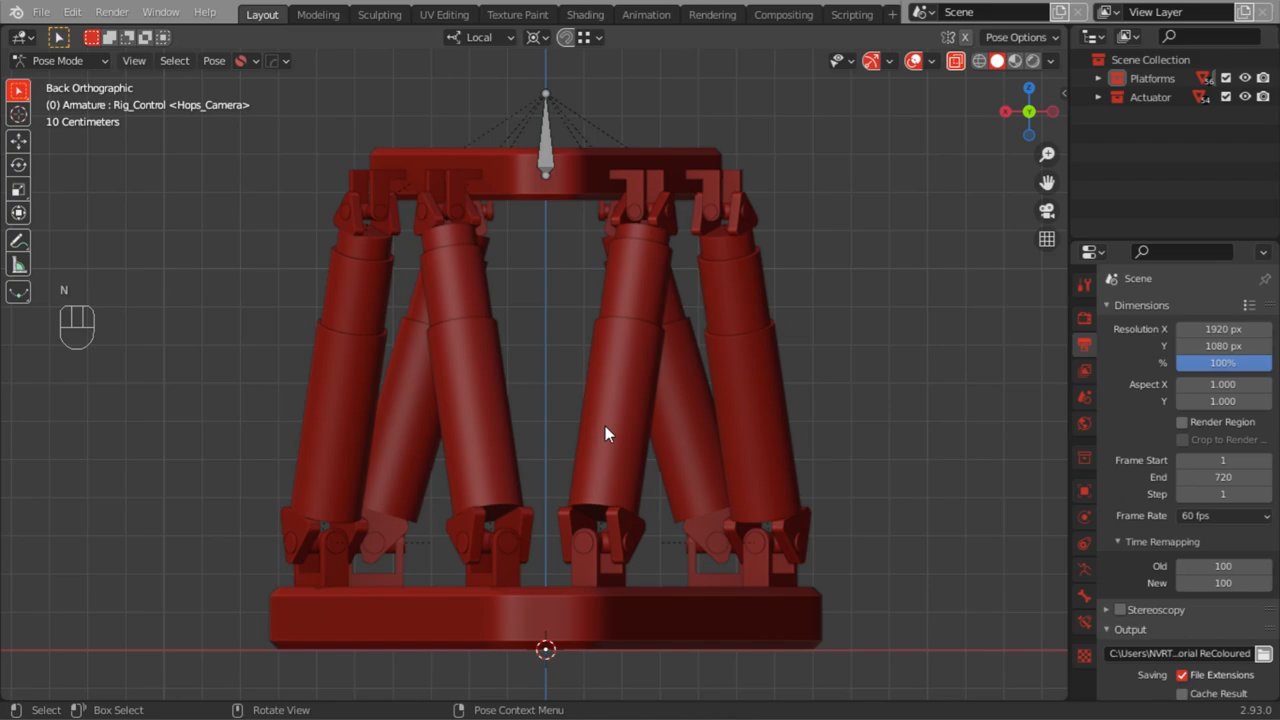 File Edit Render Window Help Layout Modeling Sculpting UV Editing Texture Paint Shading Animation Rendering Compositing Scripting + Scene View Layer
Local Pose Options
Pose Mode View Select Pose
Back Orthographic
(0) Armature : Rig_Control <Hops_Camera>
10 Centimeters
N
Scene Collection
Platforms
Actuator
Scene
Dimensions
Resolution X 1920 px
Y 1080 px
% 100%
Aspect X 1.000
Y 1.000
Render Region
Crop to Render ...
Frame Start 1
End 720
Step 1
Frame Rate 60 fps
Time Remapping
Old 100
New 100
Stereoscopy
Output
C:\Users\NVRT...orial ReColoured
Saving File Extensions
Cache Result
Select Box Select Rotate View Pose Context Menu 2.93.0